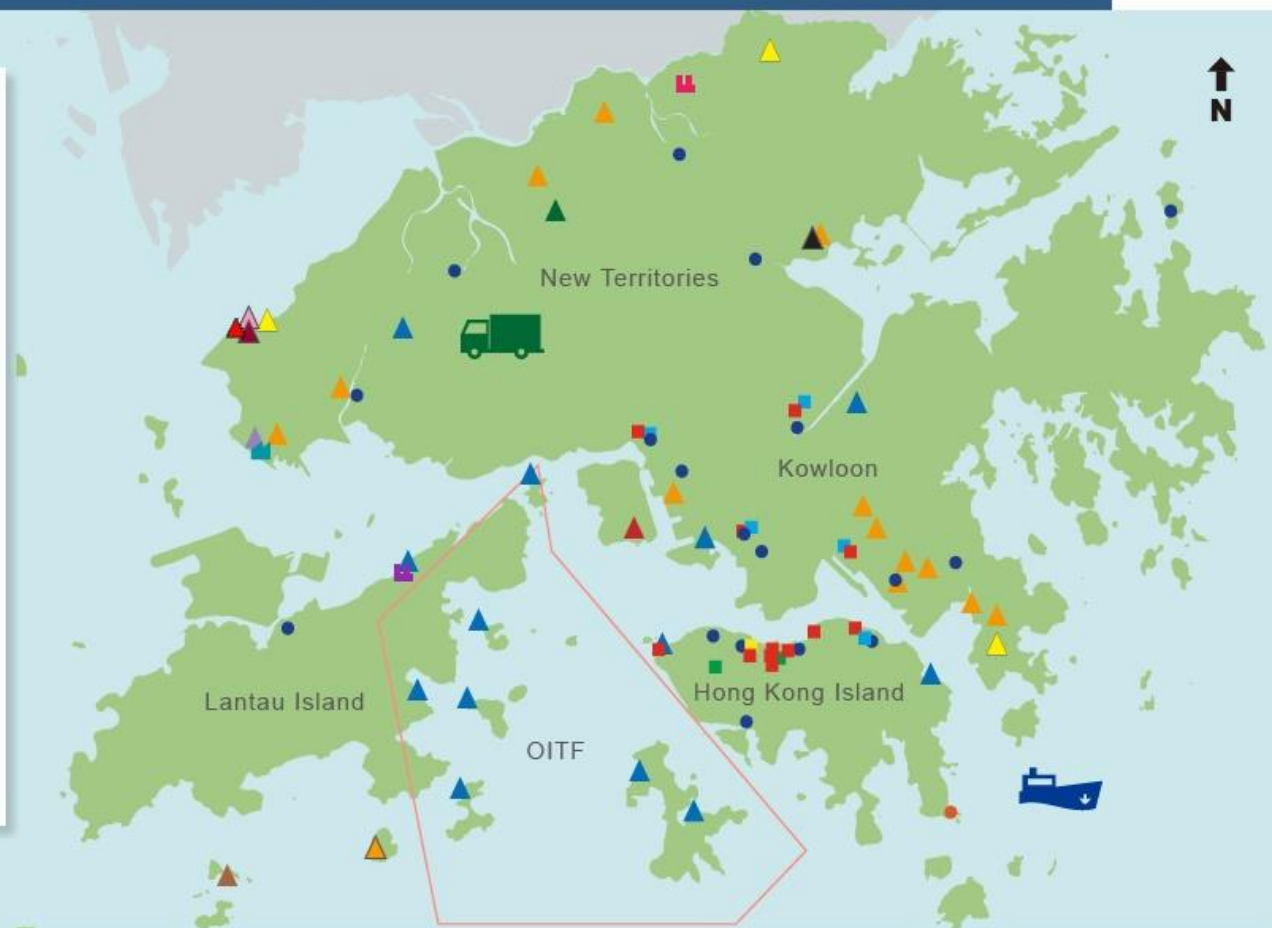 N
New Territories
Kowloon
Lantau Island
Hong Kong Island
OITF